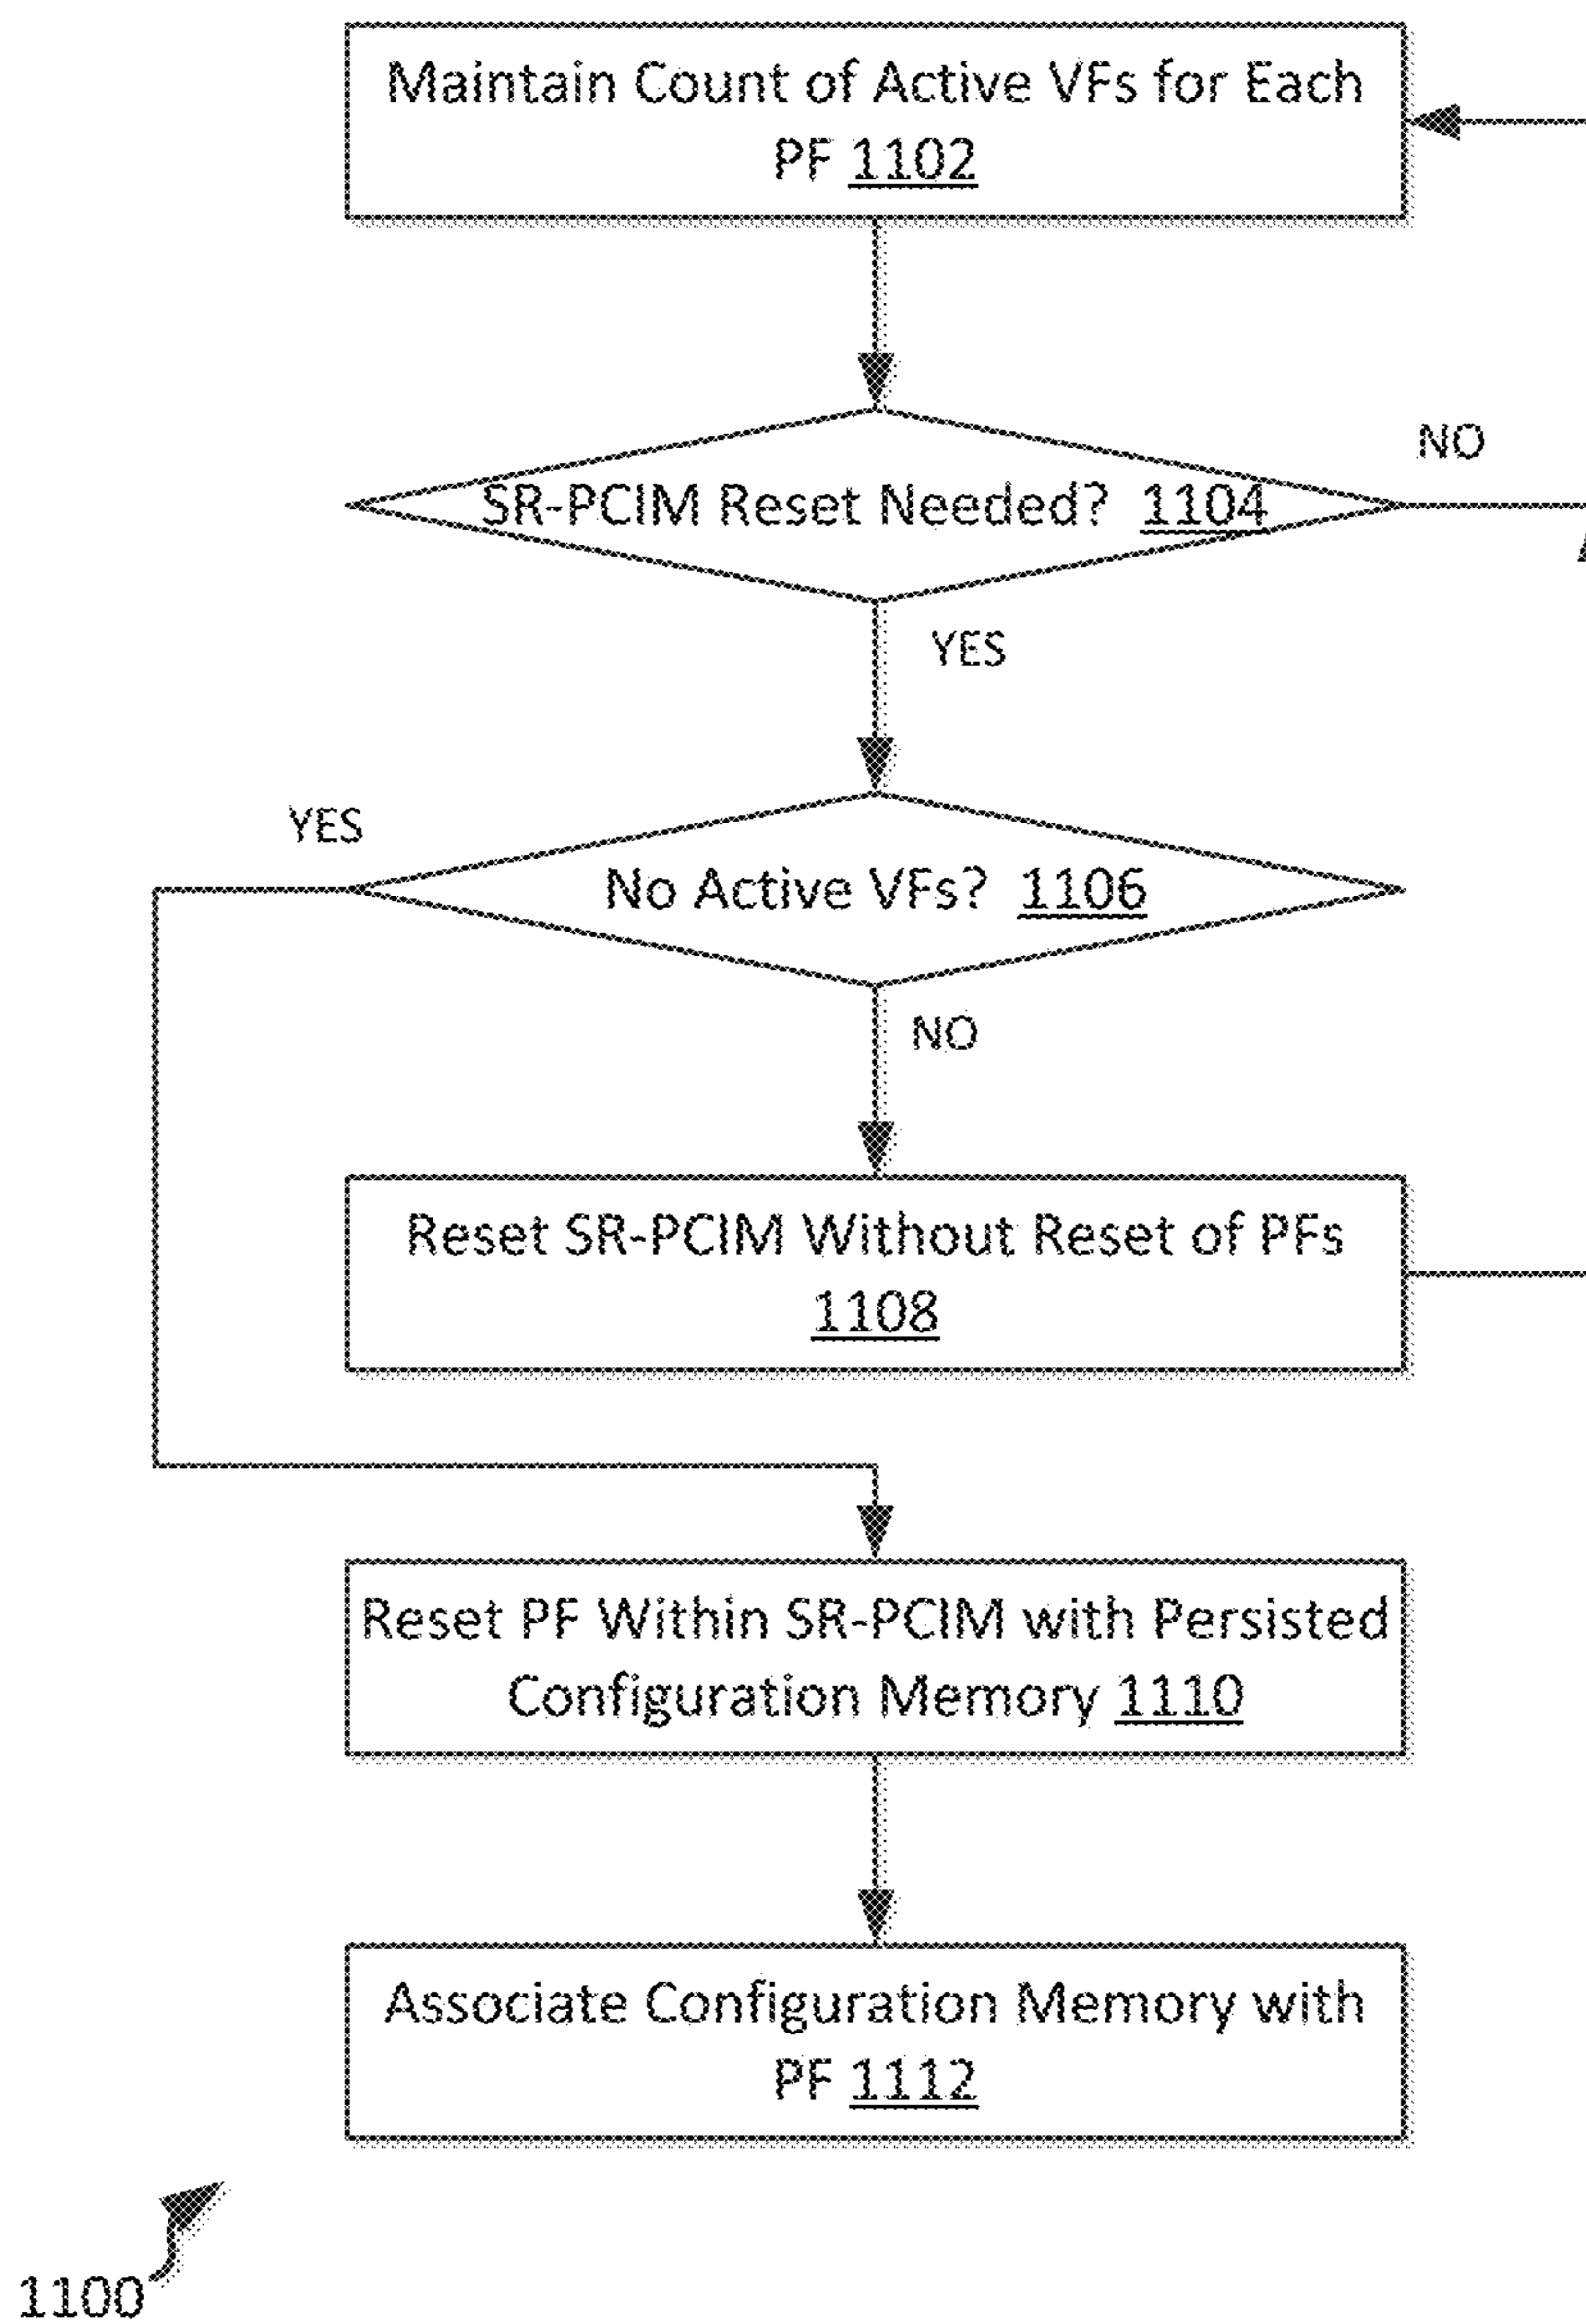 Maintain Count of Active VFs for Each
PF 1102
NO
SR-PCIM Reset Needed? 1104
YES
YES
No Active VFs? 1106
NO
Reset SR-PCIM Without Reset of PFs
1108
Reset PF Within SR-PCIM with Persisted
Configuration Memory 1110
Associate Configuration Memory with
PF 1112
1100